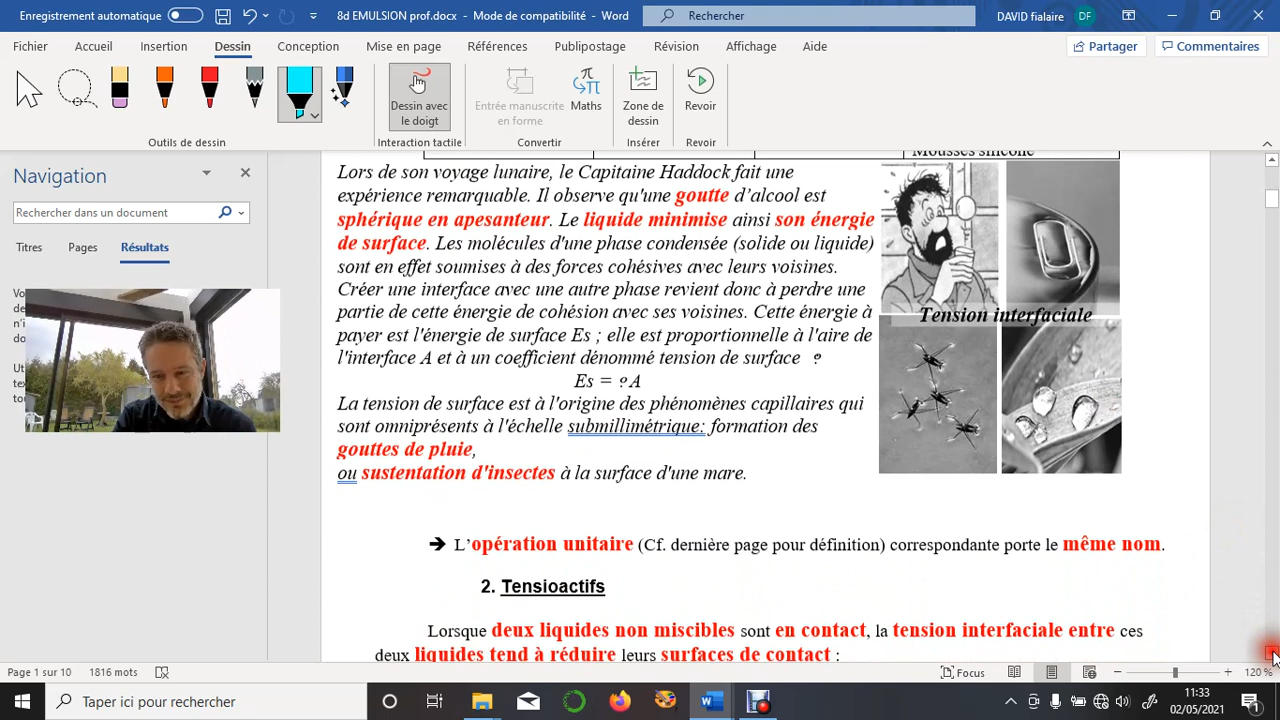 Enregistrement automatique
8d EMULSION prof.docx - Mode de compatibilité
Rechercher
DAVID fialaire
DF
Fichier
Accueil
Insertion
Dessin
Conception
Mise en page
Références
Publipostage
Révision
Affichage
Aide
Partager
Commentaires
Dessin avec
le doigt
Entrée manuscrite
en forme
Maths
Zone de
dessin
Revoir
Outils de dessin
Interaction tactile
Convertir
Insérer
Revoir
Navigation
Rechercher dans un document
Titres
Pages
Résultats
Mousses silicone
Lors de son voyage lunaire, le Capitaine Haddock fait une
expérience remarquable. Il observe qu'une goutte d’alcool est
sphérique en apesanteur. Le liquide minimise ainsi son énergie
de surface. Les molécules d'une phase condensée (solide ou liquide)
sont en effet soumises à des forces cohésives avec leurs voisines.
Créer une interface avec une autre phase revient donc à perdre une
partie de cette énergie de cohésion avec ses voisines. Cette énergie à
payer est l'énergie de surface Es ; elle est proportionnelle à l'aire de
l'interface A et à un coefficient dénommé tension de surface ?
Es = ? A
La tension de surface est à l'origine des phénomènes capillaires qui
sont omniprésents à l'échelle submillimétrique: formation des
gouttes de pluie,
ou sustentation d'insectes à la surface d'une mare.
Tension interfaciale
➔ L’opération unitaire (Cf. dernière page pour définition) correspondante porte le même nom.
2. Tensioactifs
Lorsque deux liquides non miscibles sont en contact, la tension interfaciale entre ces
deux liquides tend à réduire leurs surfaces de contact :
Page 1 sur 10
1816 mots
Focus
120 %
Taper ici pour rechercher
11:33
02/05/2021